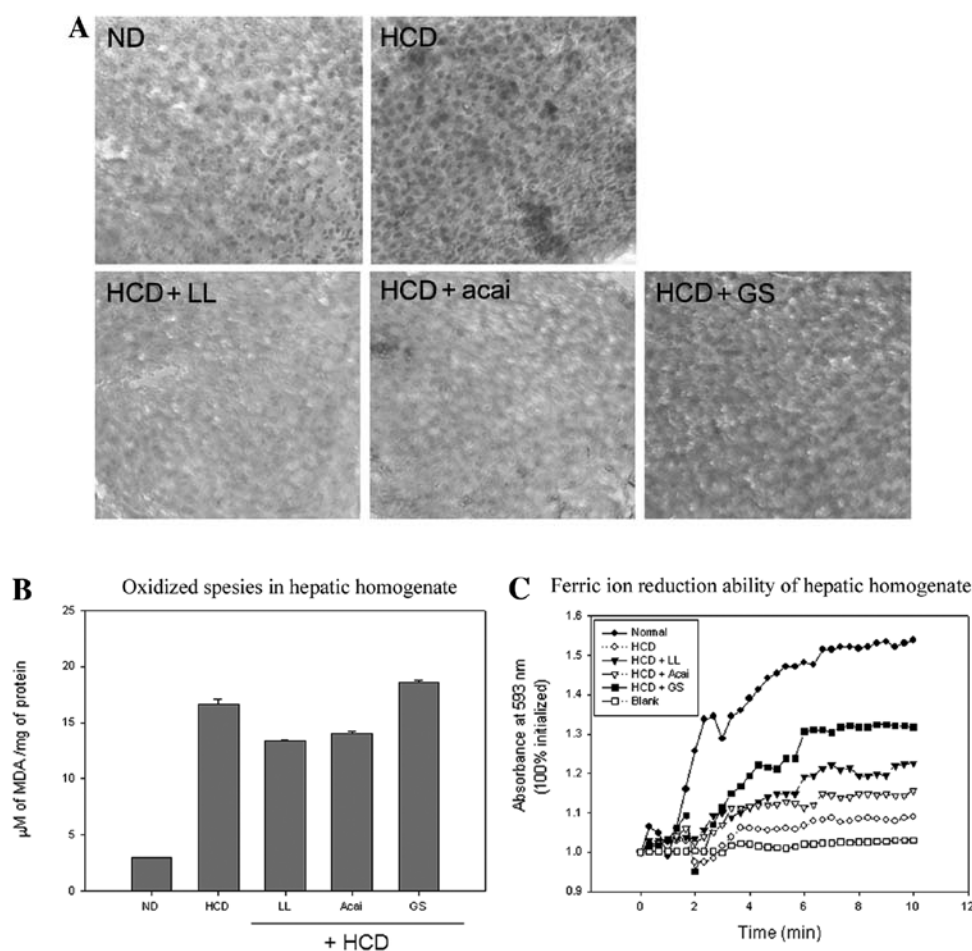 A
ND
HCD
HCD + LL
HCD + acai
HCD + GS
B
Oxidized spesies in hepatic homogenate
μM of MDA /mg of protein
25
20
15
10
5
0
ND
HCD
LL
Acai
GS
+ HCD
C
Ferric ion reduction ability of hepatic homogenate
Absorbance at 593 nm
(100% initialized)
1.6
1.5
1.4
1.3
1.2
1.1
1.0
0.9
Normal
HCD
HCD + LL
HCD + Acai
HCD + GS
Blank
0
2
4
6
8
10
12
Time (min)